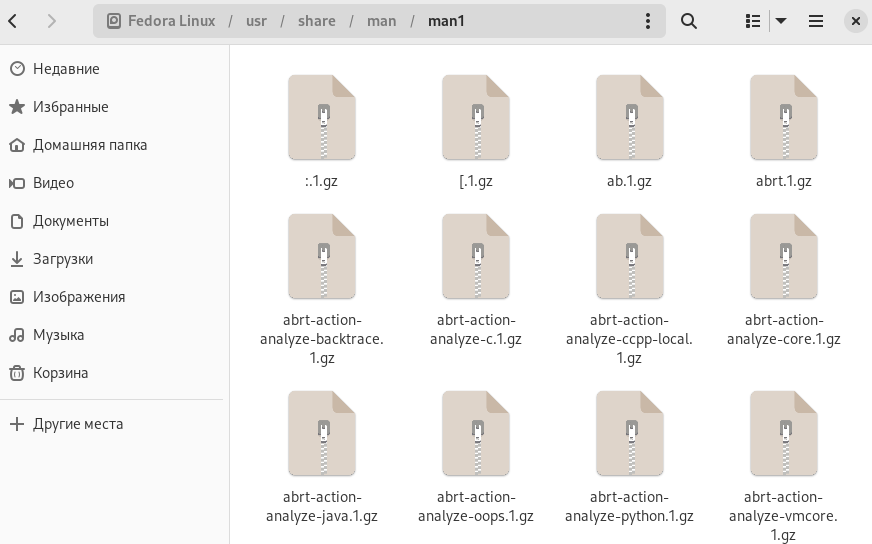 Fedora Linux / usr / share / man / man1
Недавние
Избранные
Домашняя папка
Видео
Документы
Загрузки
Изображения
Музыка
Корзина
Другие места
:.1.gz
[.1.gz
ab.1.gz
abrt.1.gz
abrt-action-
analyze-backtrace.
1.gz
abrt-action-
analyze-c.1.gz
abrt-action-
analyze-ccpp-local.
1.gz
abrt-action-
analyze-core.1.gz
abrt-action-
analyze-java.1.gz
abrt-action-
analyze-oops.1.gz
abrt-action-
analyze-python.1.gz
abrt-action-
analyze-vmcore.
1.gz